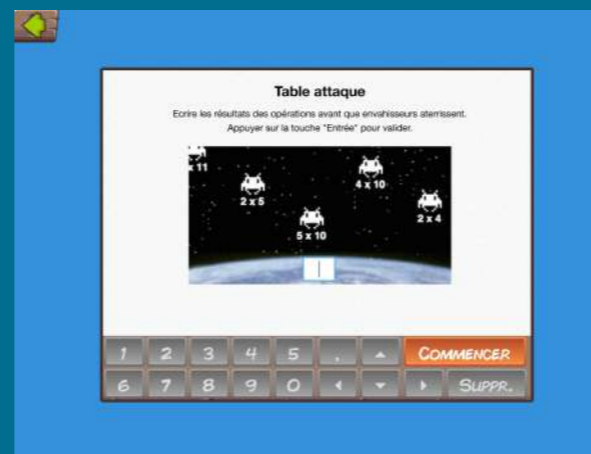 Table attaque
Ecrire les résultats des opérations avant que envahisseurs aterrissent.
Appuyer sur la touche "Entrée" pour valider.
x 11
4 x 10
2 x 5
2 x 4
5 x 10
1 2 3 4 5 , COMMENCER
6 7 8 9 0 SUPPR.